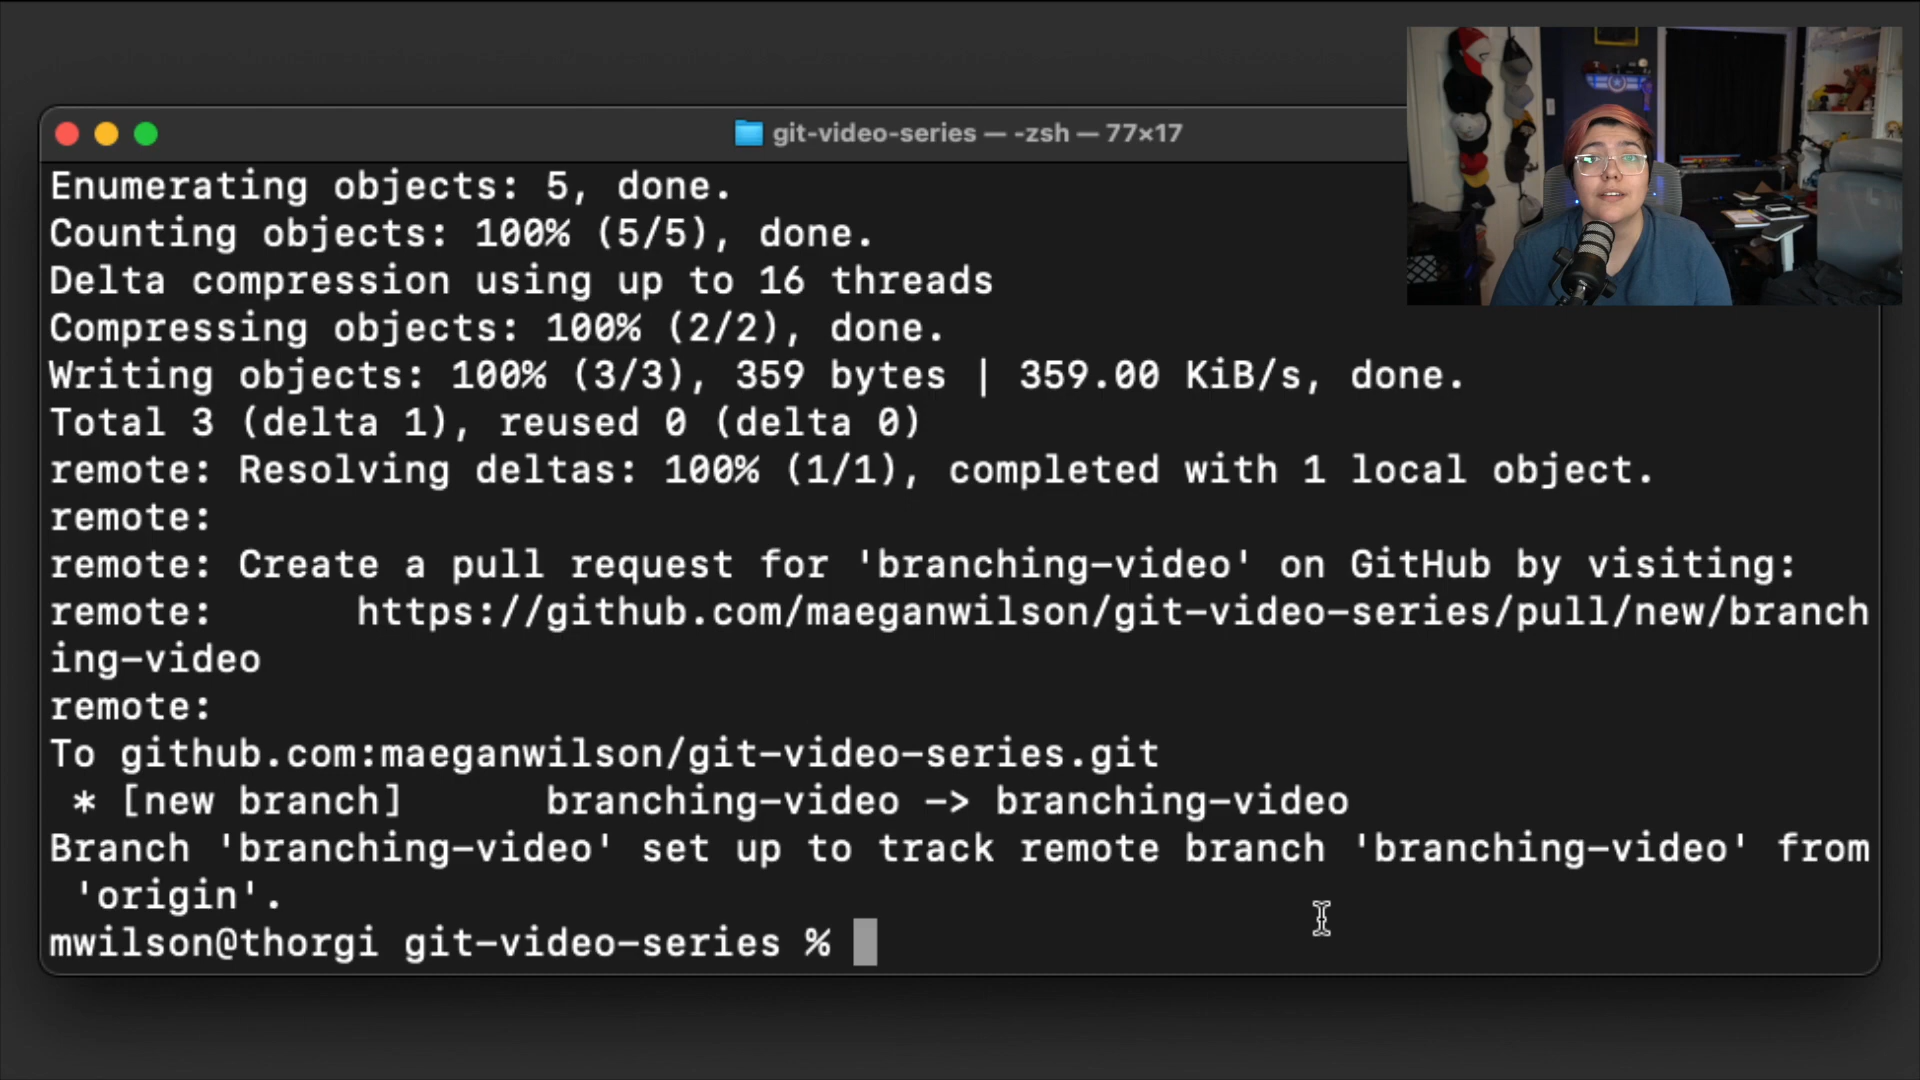 git-video-series — -zsh — 77×17
Enumerating objects: 5, done.
Counting objects: 100% (5/5), done.
Delta compression using up to 16 threads
Compressing objects: 100% (2/2), done.
Writing objects: 100% (3/3), 359 bytes | 359.00 KiB/s, done.
Total 3 (delta 1), reused 0 (delta 0)
remote: Resolving deltas: 100% (1/1), completed with 1 local object.
remote:
remote: Create a pull request for 'branching-video' on GitHub by visiting:
remote:      https://github.com/maeganwilson/git-video-series/pull/new/branch
ing-video
remote:
To github.com:maeganwilson/git-video-series.git
 * [new branch]      branching-video -> branching-video
Branch 'branching-video' set up to track remote branch 'branching-video' from
 'origin'.
mwilson@thorgi git-video-series %